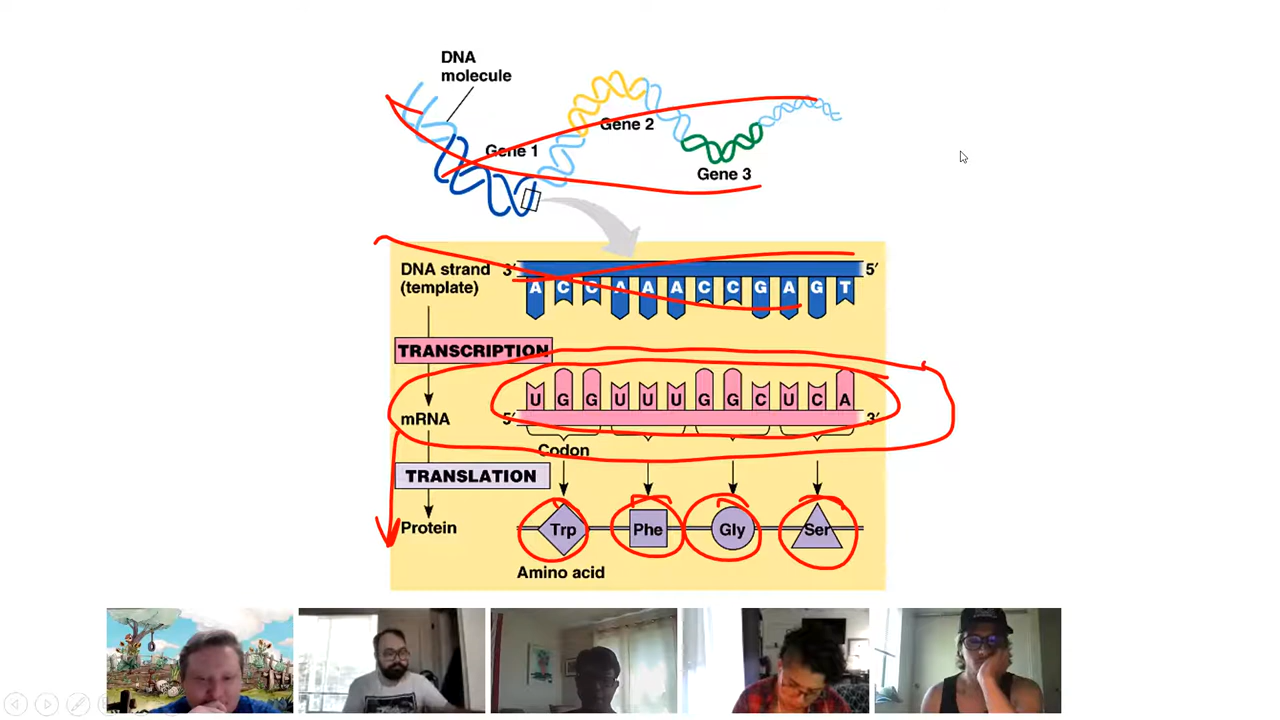 DNA
molecule
Gene 1
Gene 2
Gene 3
DNA strand
(template)
3′ 5′
A C C A A A C C G A G T
TRANSCRIPTION
U G G U U U G G C U C A
mRNA
5′ 3′
Codon
TRANSLATION
Protein
Trp Phe Gly Ser
Amino acid